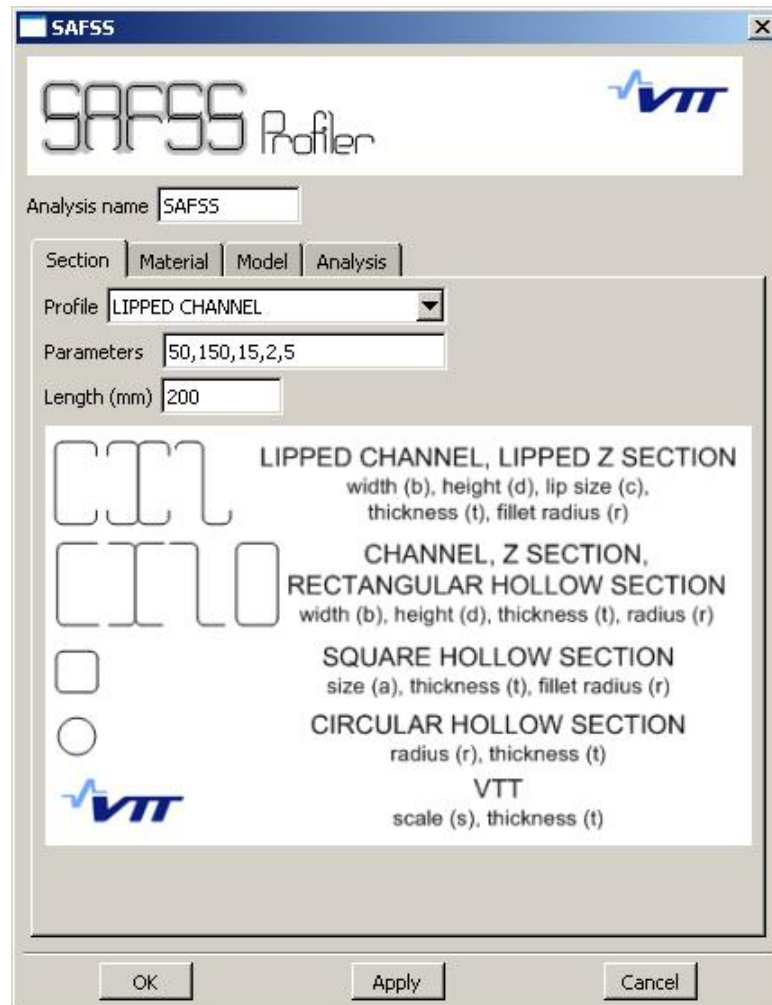 SAFSS
SAFSS Profiler
VTT
Analysis name SAFSS
Section Material Model Analysis
Profile LIPPED CHANNEL
Parameters 50,150,15,2,5
Length (mm) 200
LIPPED CHANNEL, LIPPED Z SECTION
width (b), height (d), lip size (c),
thickness (t), fillet radius (r)
CHANNEL, Z SECTION,
RECTANGULAR HOLLOW SECTION
width (b), height (d), thickness (t), radius (r)
SQUARE HOLLOW SECTION
size (a), thickness (t), fillet radius (r)
CIRCULAR HOLLOW SECTION
radius (r), thickness (t)
VTT
VTT
scale (s), thickness (t)
OK Apply Cancel